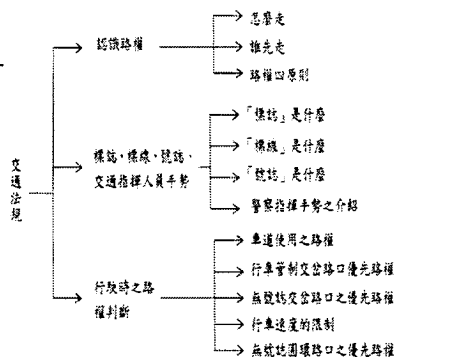 交通法規
認識路權
怎麼走
誰先走
路權四原則
標誌、標線、號誌、
交通指揮人員手勢
「標誌」是什麼
「標線」是什麼
「號誌」是什麼
警察指揮手勢之介紹
行駛時之路
權判斷
車道使用之路權
行車管制交岔路口優先路權
無號誌交岔路口之優先路權
行車速度的限制
無號誌圓環路口之優先路權